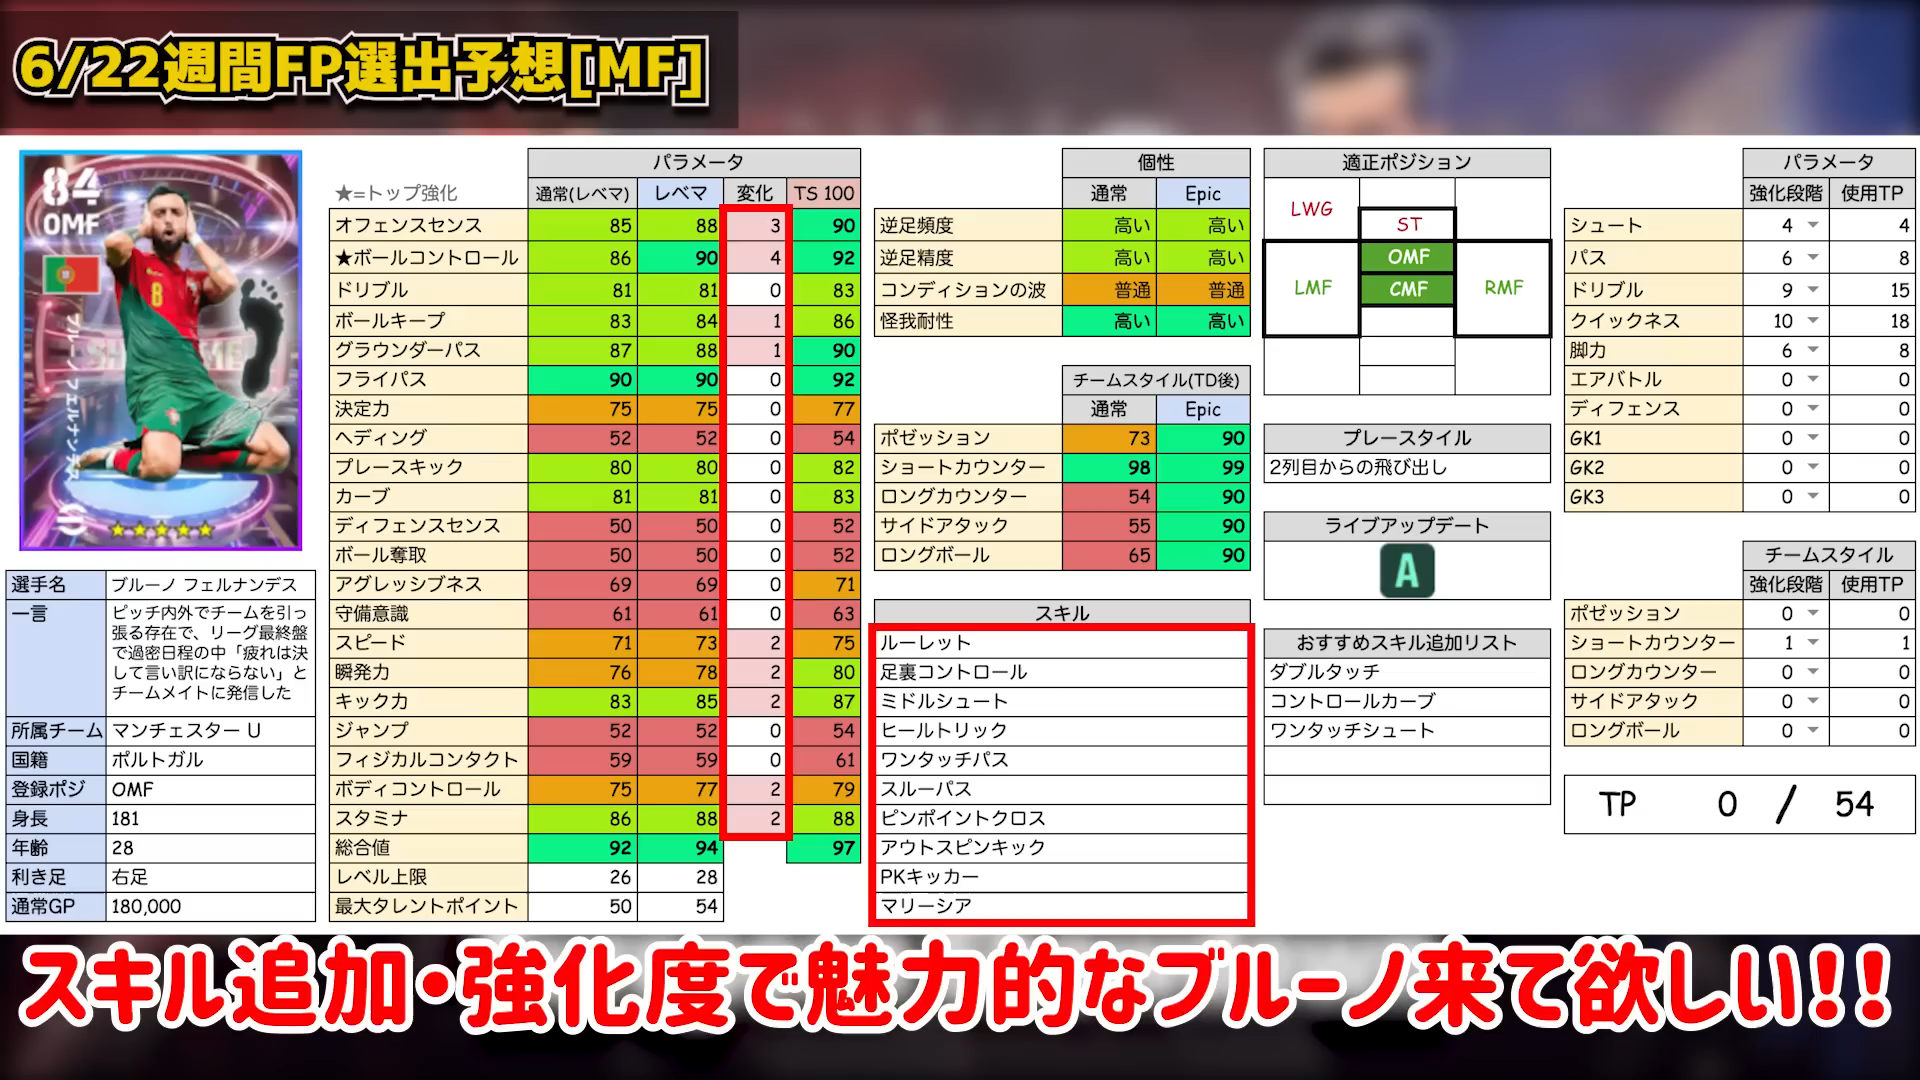 6/22週間FP選出予想[MF]
84
OMF
8
ブルーノ フェルナンデス
選手名 ブルーノ フェルナンデス
一言 ピッチ内外でチームを引っ
張る存在で、リーグ最終盤
で過密日程の中「疲れは決
して言い訳にならない」と
チームメイトに発信した
所属チーム マンチェスター U
国籍 ポルトガル
登録ポジ OMF
身長 181
年齢 28
利き足 右足
通常GP 180,000
パラメータ
★=トップ強化 通常(レベマ) レベマ 変化 TS 100
オフェンスセンス 85 88 3 90
★ボールコントロール 86 90 4 92
ドリブル 81 81 0 83
ボールキープ 83 84 1 86
グラウンダーパス 87 88 1 90
フライパス 90 90 0 92
決定力 75 75 0 77
ヘディング 52 52 0 54
プレースキック 80 80 0 82
カーブ 81 81 0 83
ディフェンスセンス 50 50 0 52
ボール奪取 50 50 0 52
アグレッシブネス 69 69 0 71
守備意識 61 61 0 63
スピード 71 73 2 75
瞬発力 76 78 2 80
キック力 83 85 2 87
ジャンプ 52 52 0 54
フィジカルコンタクト 59 59 0 61
ボディコントロール 75 77 2 79
スタミナ 86 88 2 88
総合値 92 94 97
レベル上限 26 28
最大タレントポイント 50 54
個性
通常 Epic
逆足頻度 高い 高い
逆足精度 高い 高い
コンディションの波 普通 普通
怪我耐性 高い 高い
チームスタイル(TD後)
通常 Epic
ポゼッション 73 90
ショートカウンター 98 99
ロングカウンター 54 90
サイドアタック 55 90
ロングボール 65 90
スキル
ルーレット
足裏コントロール
ミドルシュート
ヒールトリック
ワンタッチパス
スルーパス
ピンポイントクロス
アウトスピンキック
PKキッカー
マリーシア
適正ポジション
LWG ST
OMF
LMF CMF RMF
プレースタイル
2列目からの飛び出し
ライブアップデート
A
おすすめスキル追加リスト
ダブルタッチ
コントロールカーブ
ワンタッチシュート
パラメータ
強化段階 使用TP
シュート 4 4
パス 6 8
ドリブル 9 15
クイックネス 10 18
脚力 6 8
エアバトル 0 0
ディフェンス 0 0
GK1 0 0
GK2 0 0
GK3 0 0
チームスタイル
強化段階 使用TP
ポゼッション 0 0
ショートカウンター 1 1
ロングカウンター 0 0
サイドアタック 0 0
ロングボール 0 0
TP 0 / 54
スキル追加・強化度で魅力的なブルーノ来て欲しい!!